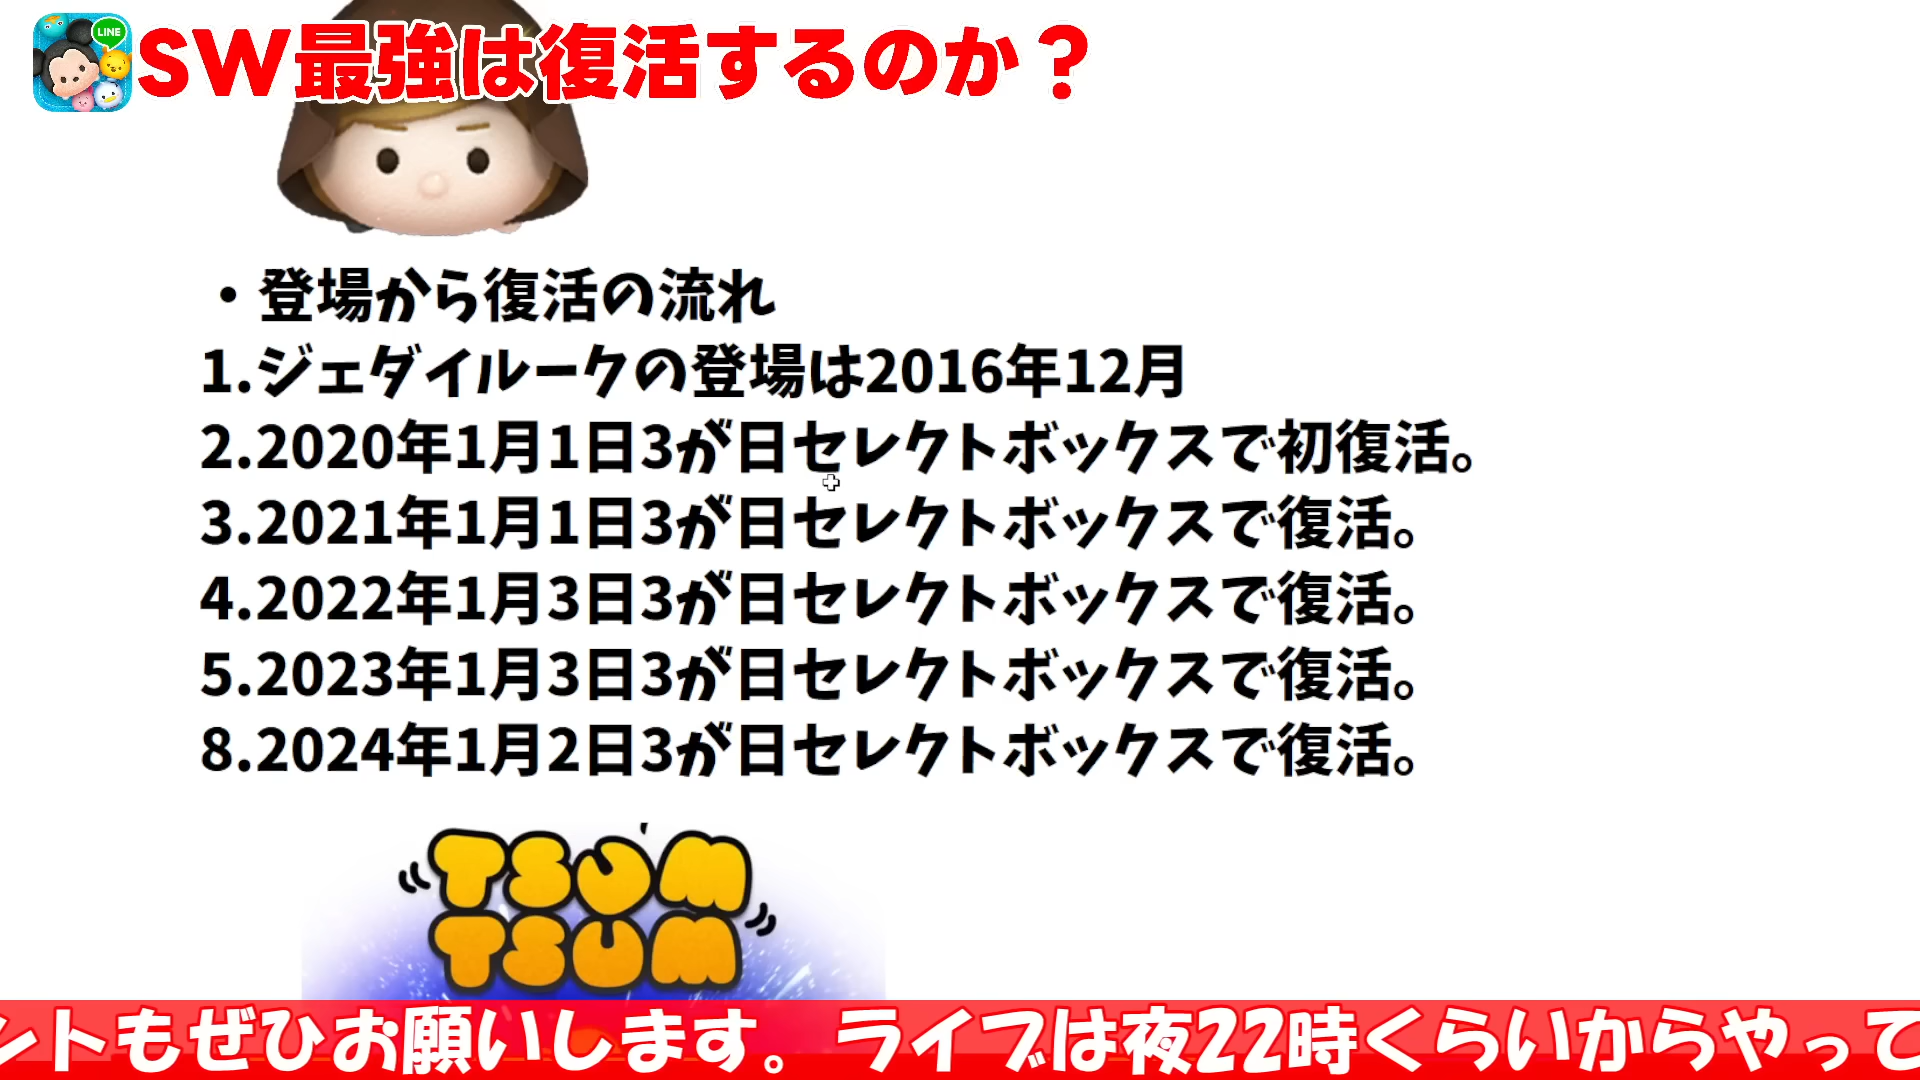 LINE
SW最強は復活するのか？
・登場から復活の流れ
1.ジェダイルークの登場は2016年12月
2.2020年1月1日3が日セレクトボックスで初復活。
3.2021年1月1日3が日セレクトボックスで復活。
4.2022年1月3日3が日セレクトボックスで復活。
5.2023年1月3日3が日セレクトボックスで復活。
8.2024年1月2日3が日セレクトボックスで復活。
TSUM
TSUM
ントもぜひお願いします。 ライブは夜22時くらいからやって